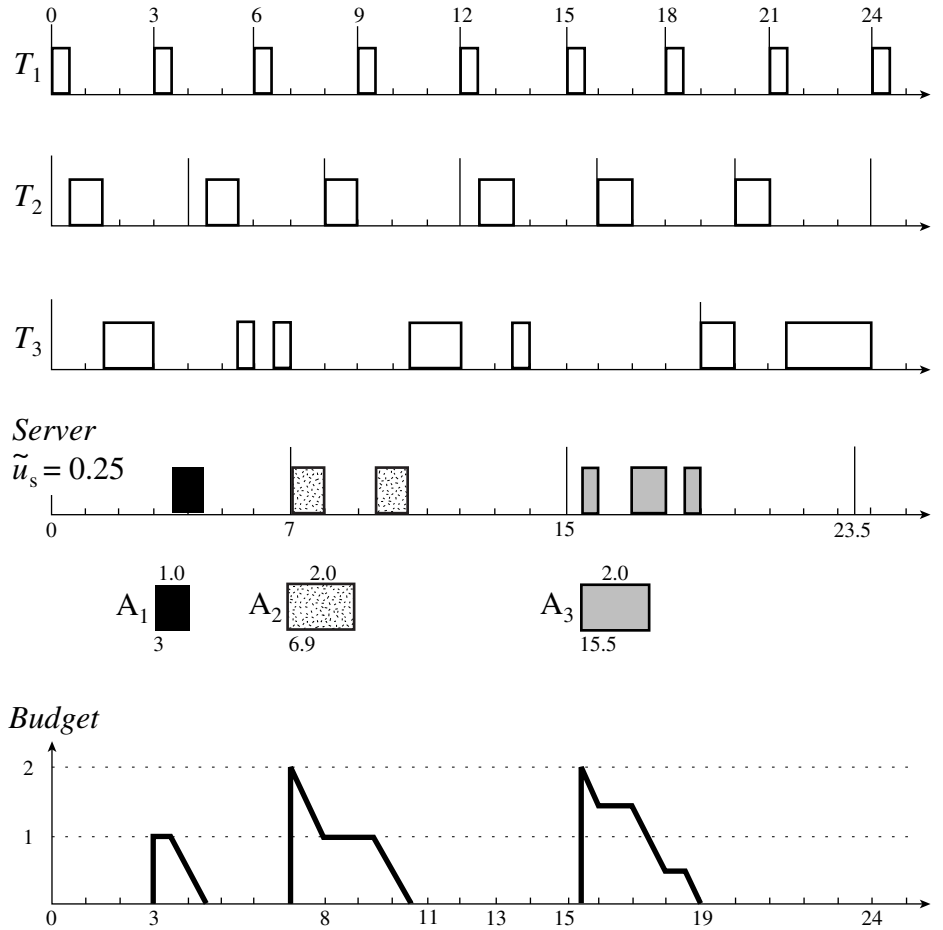 0 3 6 9 12 15 18 21 24
T1
T2
T3
Server
ũs = 0.25
0 7 15 23.5
1.0 2.0 2.0
A1 A2 A3
3 6.9 15.5
Budget
2
1
0 3 8 11 13 15 19 24